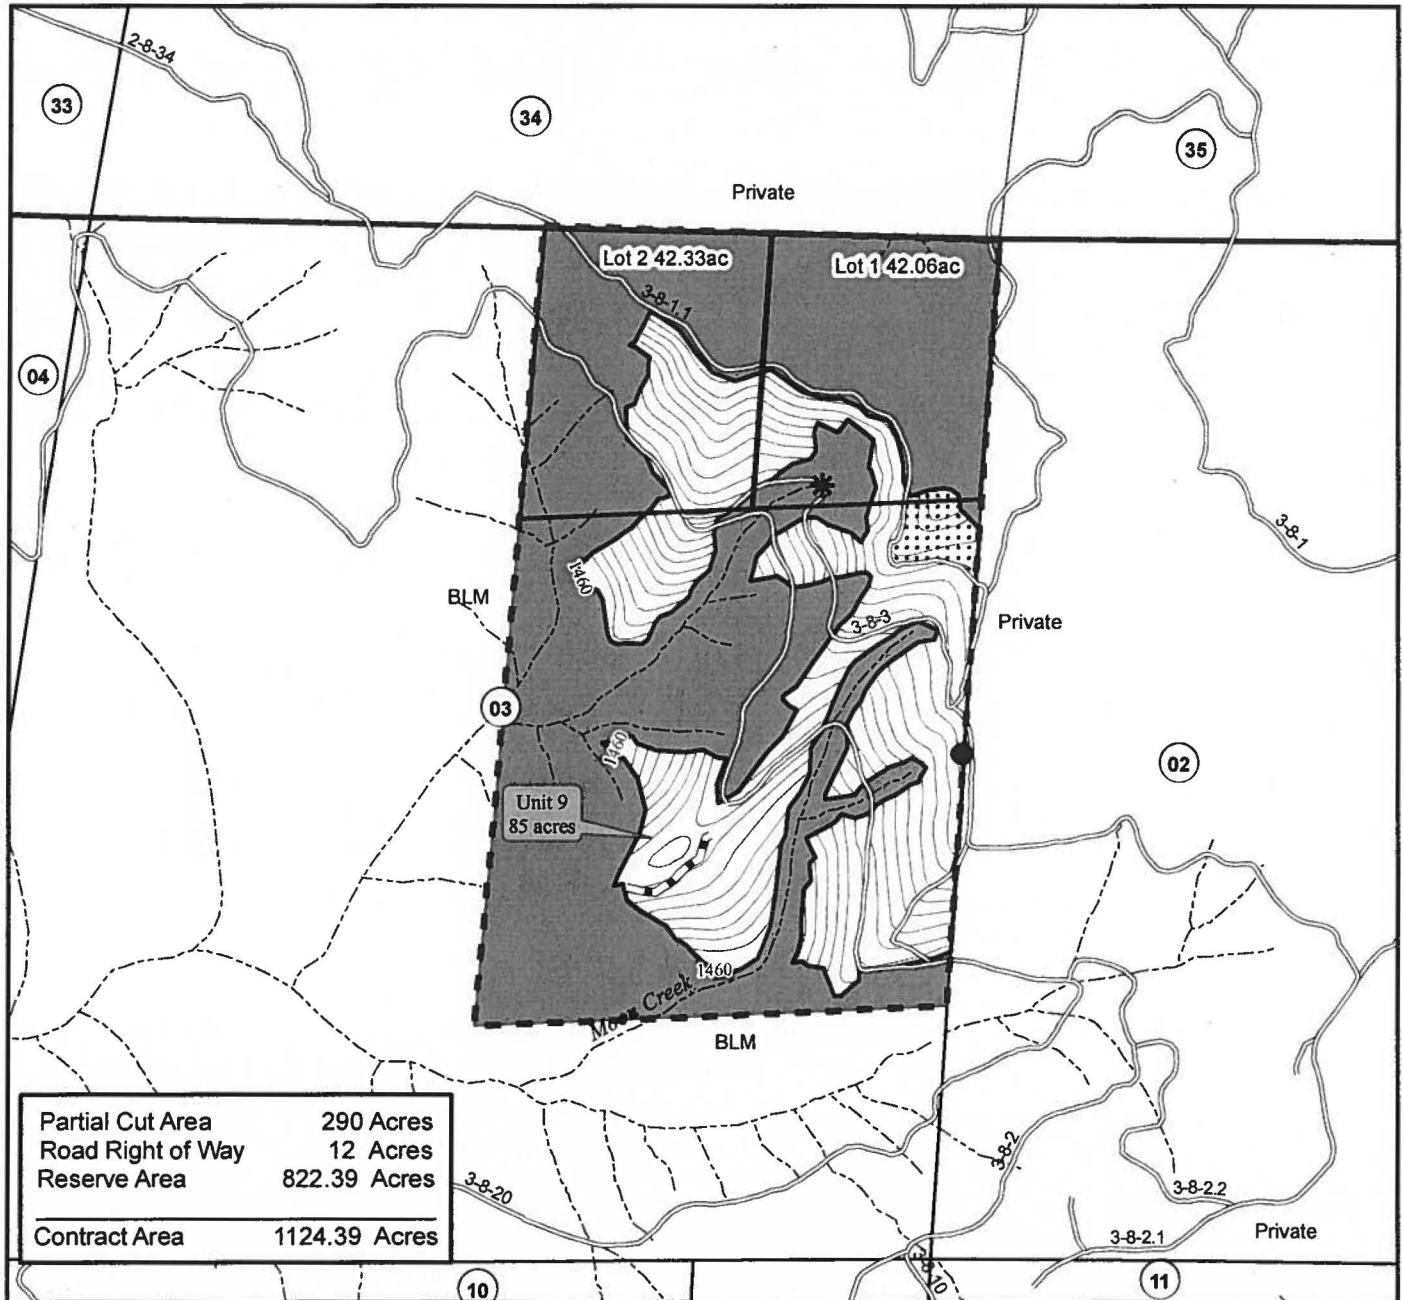 2-8-34
33
34
35
Private
Lot 2 42.33ac
Lot 1 42.06ac
3-8-1.1
04
3-8-1
1460
BLM
Private
3-8-3
03
1460
02
Unit 9
85 acres
1460
Moon Creek
BLM
Partial Cut Area 290 Acres
Road Right of Way 12 Acres
Reserve Area 822.39 Acres
Contract Area 1124.39 Acres
3-8-20
3-8-2
3-8-2.2
3-8-2.1
Private
3-8-10
10
11